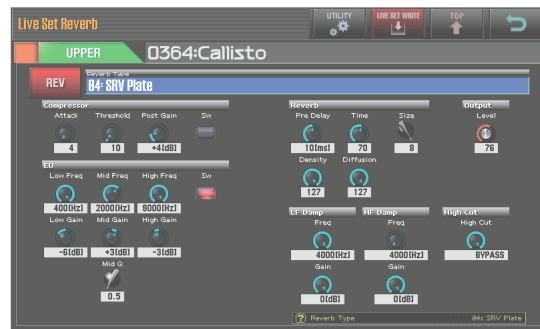 Live Set Reverb
UTILITY LIVE SET WRITE TOP
UPPER 0364:Callisto
REV
Reverb Type
04: SRV Plate
Compressor
Attack Threshold Post Gain Sw
4 10 +4[dB]
EQ
Low Freq Mid Freq High Freq Sw
400[Hz] 2000[Hz] 8000[Hz]
Low Gain Mid Gain High Gain
-6[dB] +3[dB] -3[dB]
Mid Q
0.5
Reverb
Pre Delay Time Size
10[ms] 70 8
Density Diffusion
127 127
Output
Level
76
LF Damp HF Damp High Cut
Freq Freq High Cut
4000[Hz] 4000[Hz] BYPASS
Gain Gain
0[dB] 0[dB]
? Reverb Type 04: SRV Plate